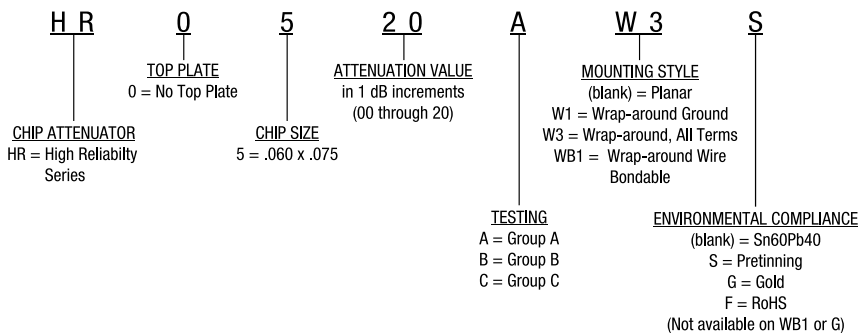 H R 0 5 2 0 A W 3 S
TOP PLATE
0 = No Top Plate
ATTENUATION VALUE
in 1 dB increments
(00 through 20)
MOUNTING STYLE
(blank) = Planar
W1 = Wrap-around Ground
W3 = Wrap-around, All Terms
WB1 = Wrap-around Wire
Bondable
CHIP ATTENUATOR
HR = High Reliabilty
Series
CHIP SIZE
5 = .060 x .075
TESTING
A = Group A
B = Group B
C = Group C
ENVIRONMENTAL COMPLIANCE
(blank) = Sn60Pb40
S = Pretinning
G = Gold
F = RoHS
(Not available on WB1 or G)